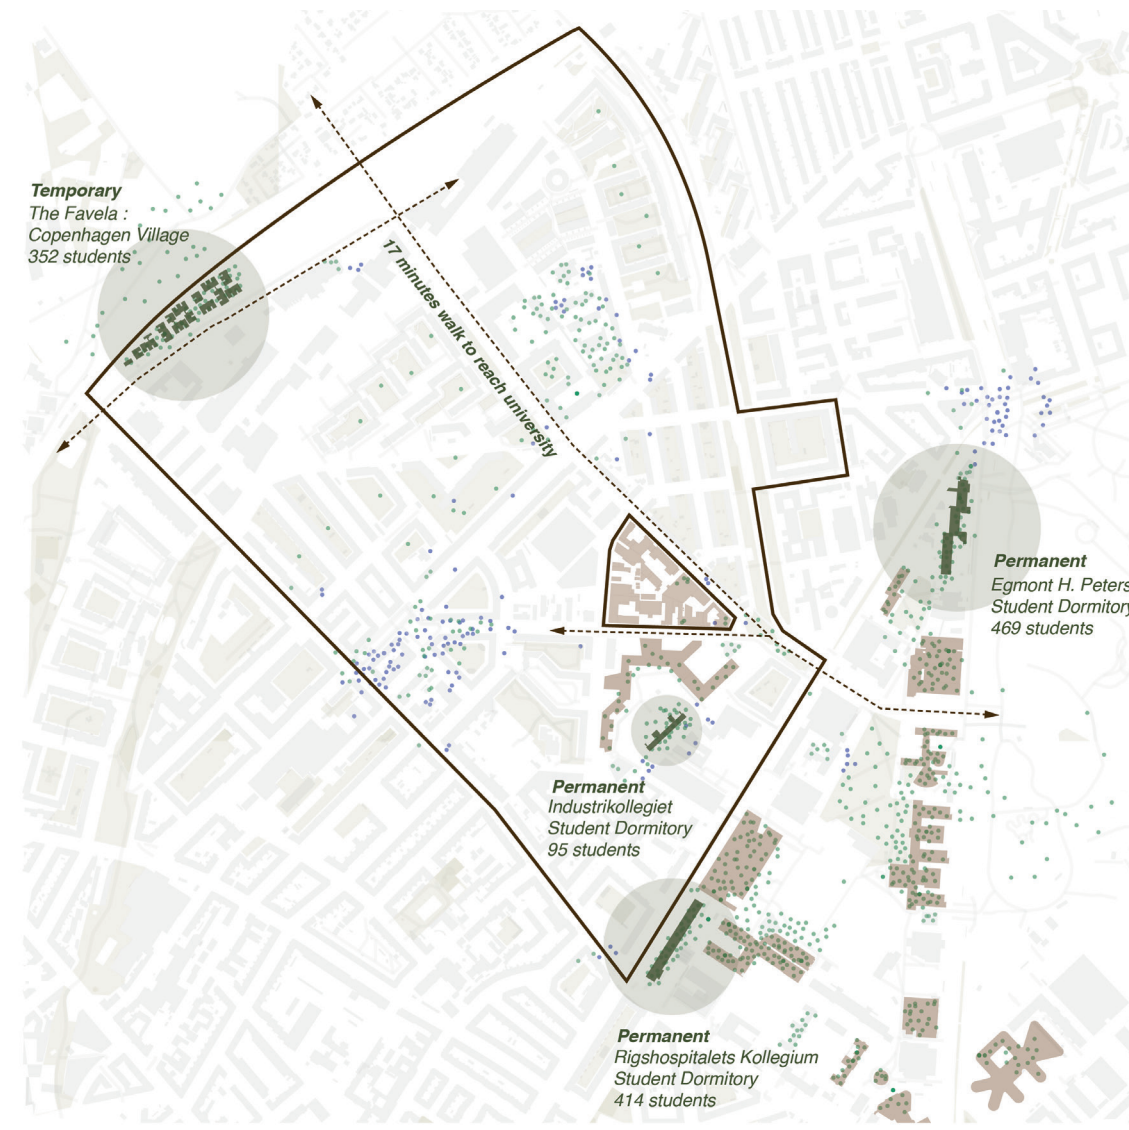 Temporary
The Favela :
Copenhagen Village
352 students
17 minutes walk to reach university
Permanent
Egmont H. Peters
Student Dormitory
469 students
Permanent
Industrikollegiet
Student Dormitory
95 students
Permanent
Rigshospitalets Kollegium
Student Dormitory
414 students